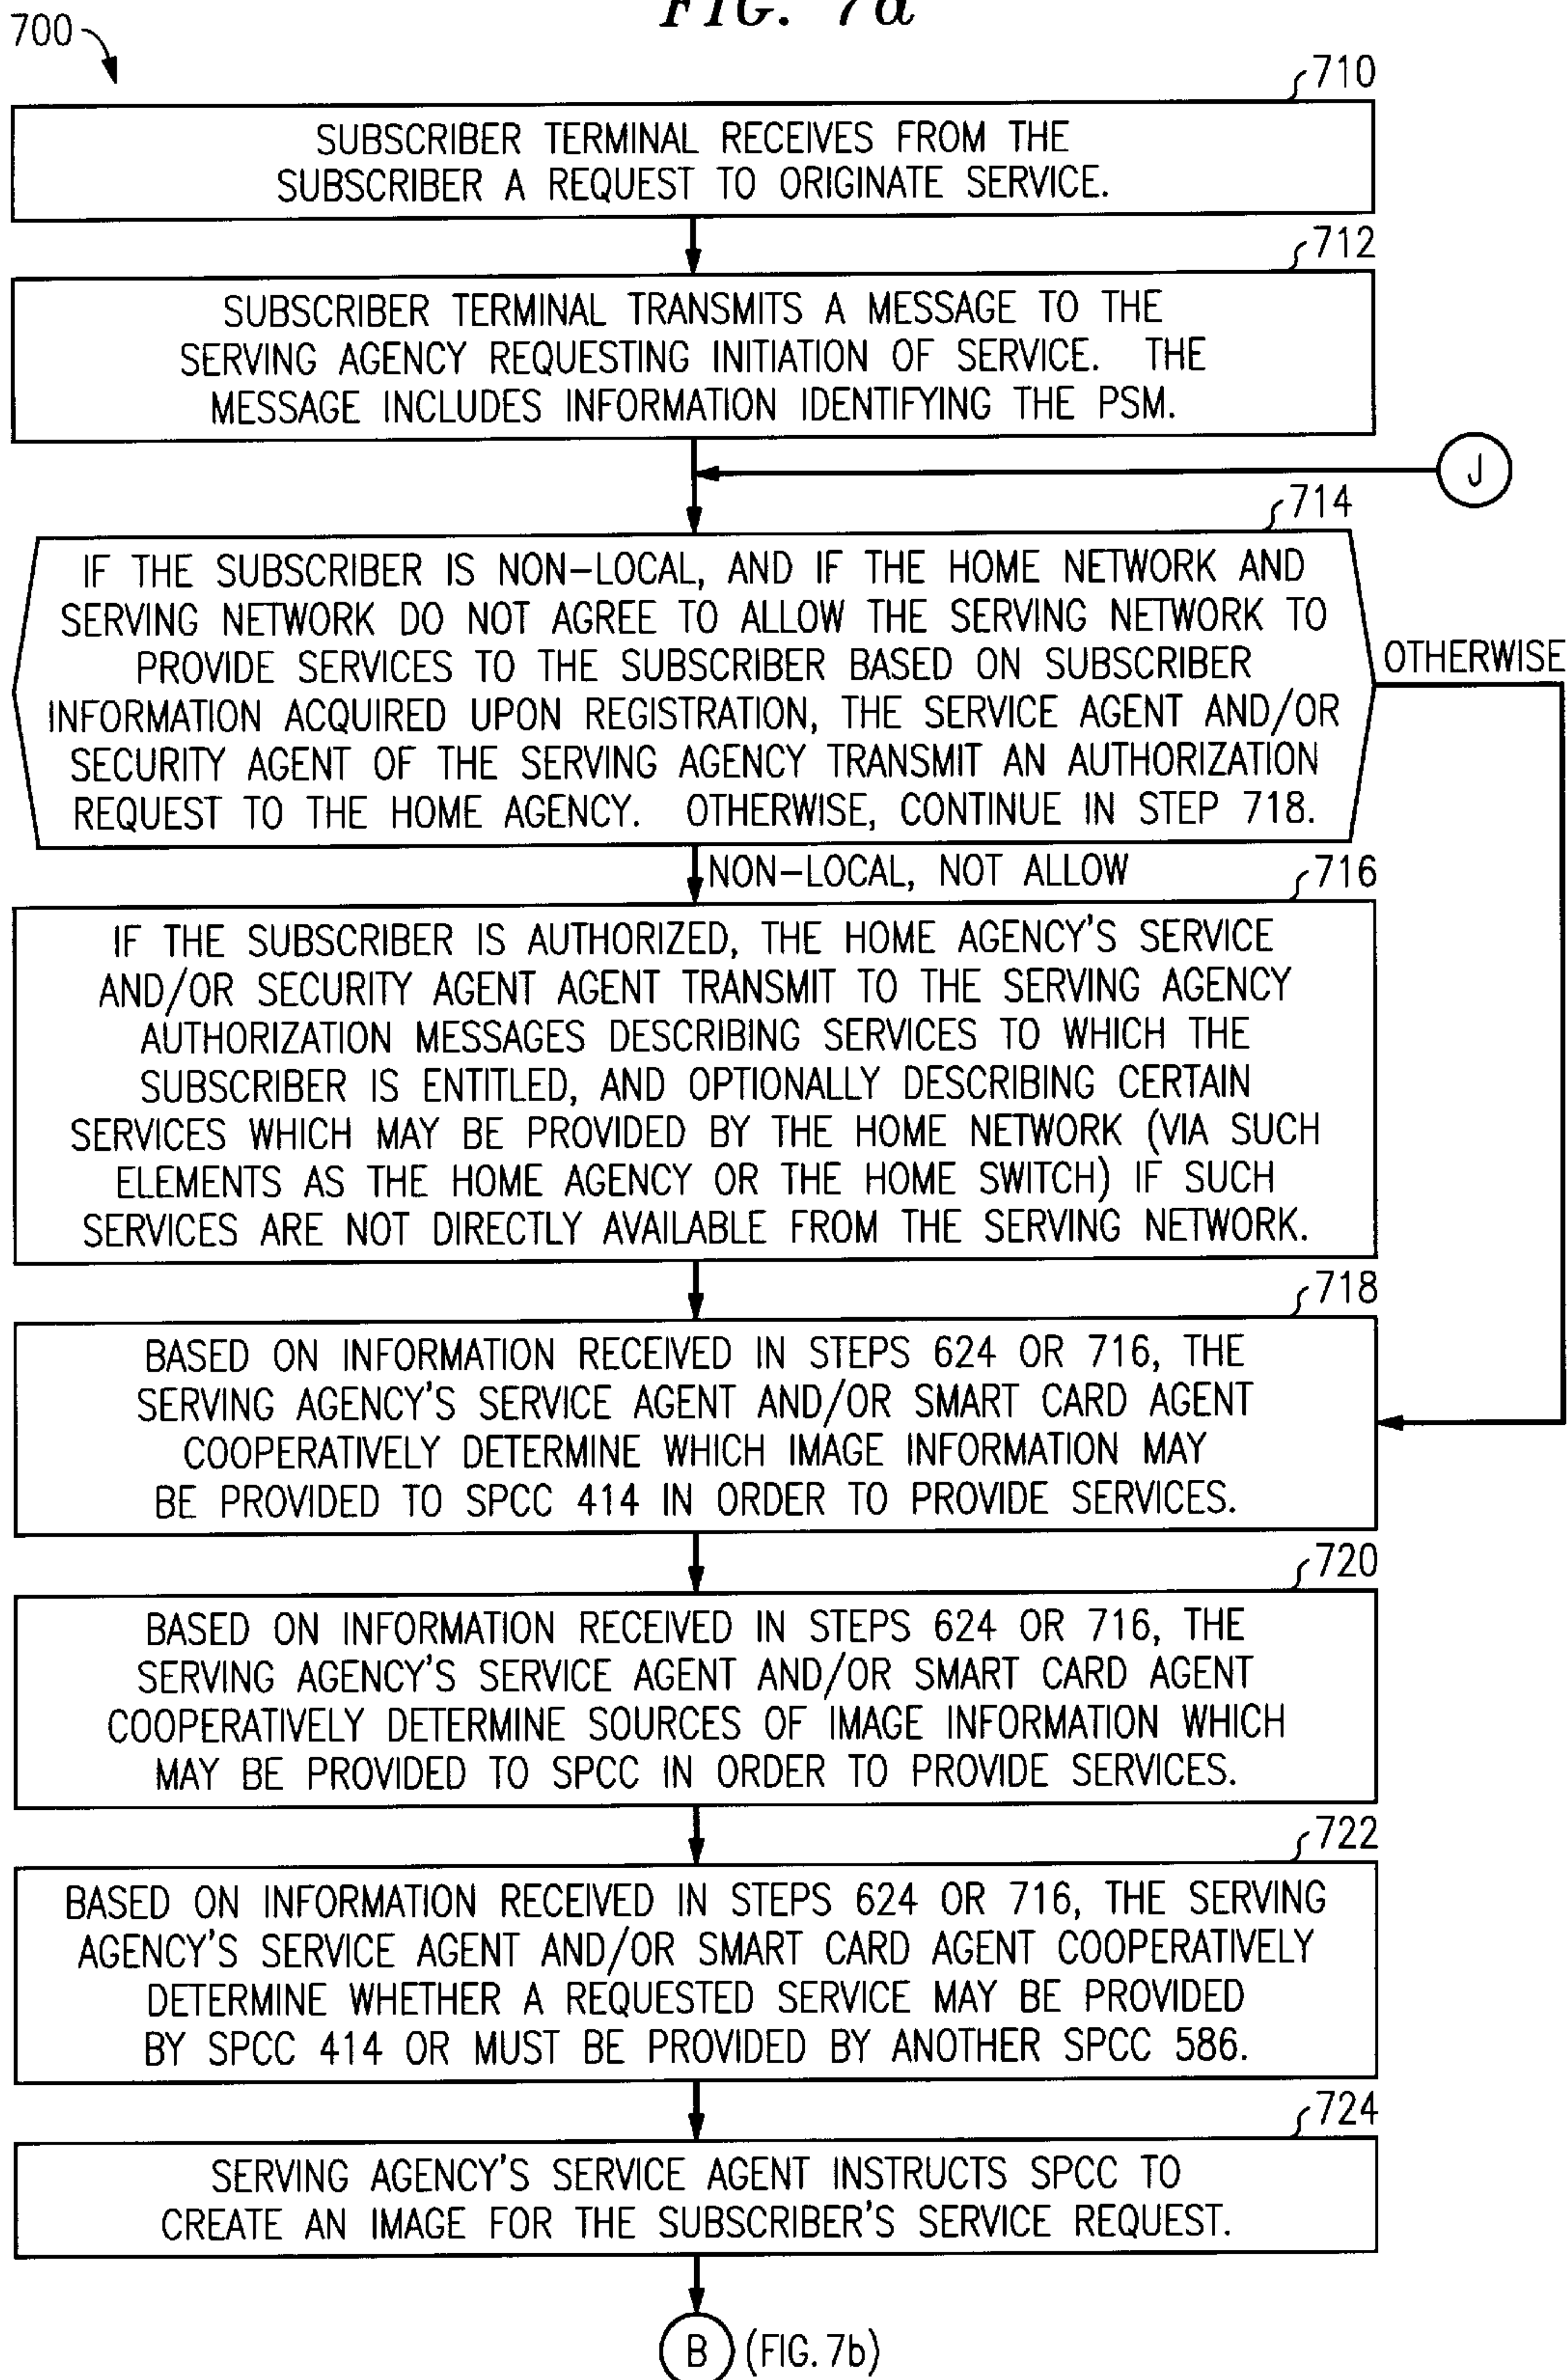 FIG. 7a
700
710
SUBSCRIBER TERMINAL RECEIVES FROM THE
SUBSCRIBER A REQUEST TO ORIGINATE SERVICE.
712
SUBSCRIBER TERMINAL TRANSMITS A MESSAGE TO THE
SERVING AGENCY REQUESTING INITIATION OF SERVICE. THE
MESSAGE INCLUDES INFORMATION IDENTIFYING THE PSM.
J
714
IF THE SUBSCRIBER IS NON-LOCAL, AND IF THE HOME NETWORK AND
SERVING NETWORK DO NOT AGREE TO ALLOW THE SERVING NETWORK TO
PROVIDE SERVICES TO THE SUBSCRIBER BASED ON SUBSCRIBER
INFORMATION ACQUIRED UPON REGISTRATION, THE SERVICE AGENT AND/OR
SECURITY AGENT OF THE SERVING AGENCY TRANSMIT AN AUTHORIZATION
REQUEST TO THE HOME AGENCY. OTHERWISE, CONTINUE IN STEP 718.
OTHERWISE
NON-LOCAL, NOT ALLOW
716
IF THE SUBSCRIBER IS AUTHORIZED, THE HOME AGENCY'S SERVICE
AND/OR SECURITY AGENT AGENT TRANSMIT TO THE SERVING AGENCY
AUTHORIZATION MESSAGES DESCRIBING SERVICES TO WHICH THE
SUBSCRIBER IS ENTITLED, AND OPTIONALLY DESCRIBING CERTAIN
SERVICES WHICH MAY BE PROVIDED BY THE HOME NETWORK (VIA SUCH
ELEMENTS AS THE HOME AGENCY OR THE HOME SWITCH) IF SUCH
SERVICES ARE NOT DIRECTLY AVAILABLE FROM THE SERVING NETWORK.
718
BASED ON INFORMATION RECEIVED IN STEPS 624 OR 716, THE
SERVING AGENCY'S SERVICE AGENT AND/OR SMART CARD AGENT
COOPERATIVELY DETERMINE WHICH IMAGE INFORMATION MAY
BE PROVIDED TO SPCC 414 IN ORDER TO PROVIDE SERVICES.
720
BASED ON INFORMATION RECEIVED IN STEPS 624 OR 716, THE
SERVING AGENCY'S SERVICE AGENT AND/OR SMART CARD AGENT
COOPERATIVELY DETERMINE SOURCES OF IMAGE INFORMATION WHICH
MAY BE PROVIDED TO SPCC IN ORDER TO PROVIDE SERVICES.
722
BASED ON INFORMATION RECEIVED IN STEPS 624 OR 716, THE SERVING
AGENCY'S SERVICE AGENT AND/OR SMART CARD AGENT COOPERATIVELY
DETERMINE WHETHER A REQUESTED SERVICE MAY BE PROVIDED
BY SPCC 414 OR MUST BE PROVIDED BY ANOTHER SPCC 586.
724
SERVING AGENCY'S SERVICE AGENT INSTRUCTS SPCC TO
CREATE AN IMAGE FOR THE SUBSCRIBER'S SERVICE REQUEST.
B (FIG. 7b)